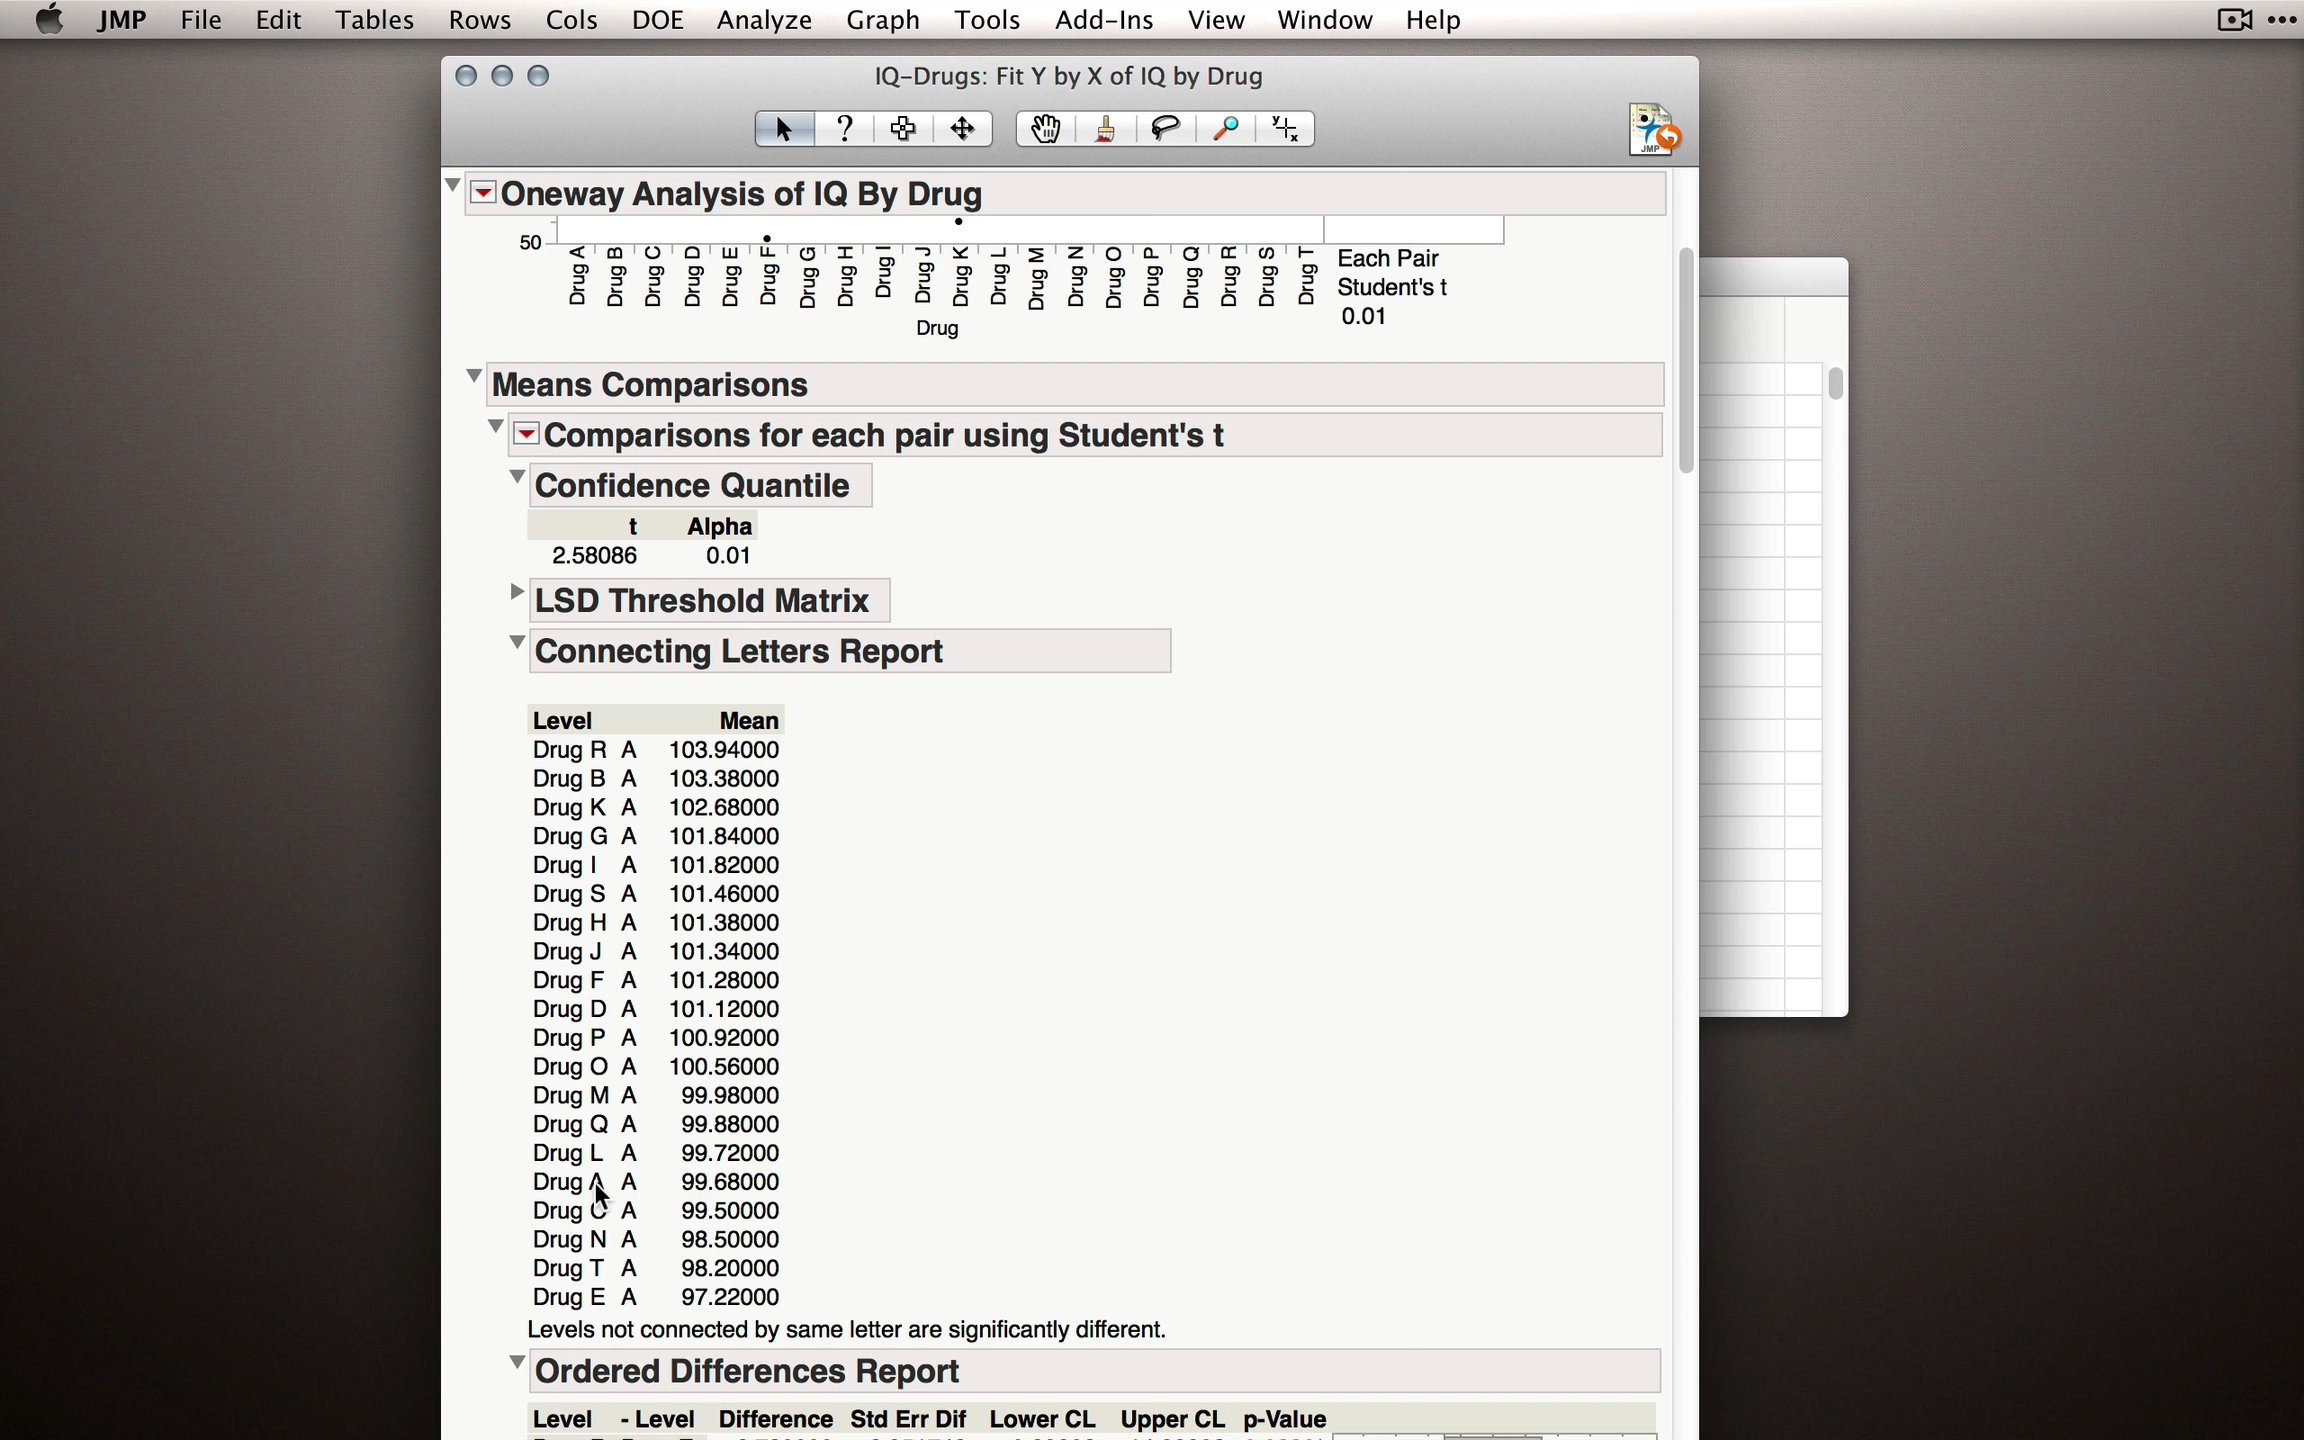 JMP File Edit Tables Rows Cols DOE Analyze Graph Tools Add-Ins View Window Help
IQ-Drugs: Fit Y by X of IQ by Drug
JMP
Oneway Analysis of IQ By Drug
50
Drug A Drug B Drug C Drug D Drug E Drug F Drug G Drug H Drug I Drug J Drug K Drug L Drug M Drug N Drug O Drug P Drug Q Drug R Drug S Drug T
Drug
Each Pair
Student's t
0.01
Means Comparisons
Comparisons for each pair using Student's t
Confidence Quantile
t Alpha
2.58086 0.01
LSD Threshold Matrix
Connecting Letters Report
Level Mean
Drug R A 103.94000
Drug B A 103.38000
Drug K A 102.68000
Drug G A 101.84000
Drug I A 101.82000
Drug S A 101.46000
Drug H A 101.38000
Drug J A 101.34000
Drug F A 101.28000
Drug D A 101.12000
Drug P A 100.92000
Drug O A 100.56000
Drug M A 99.98000
Drug Q A 99.88000
Drug L A 99.72000
Drug A A 99.68000
Drug C A 99.50000
Drug N A 98.50000
Drug T A 98.20000
Drug E A 97.22000
Levels not connected by same letter are significantly different.
Ordered Differences Report
Level - Level Difference Std Err Dif Lower CL Upper CL p-Value